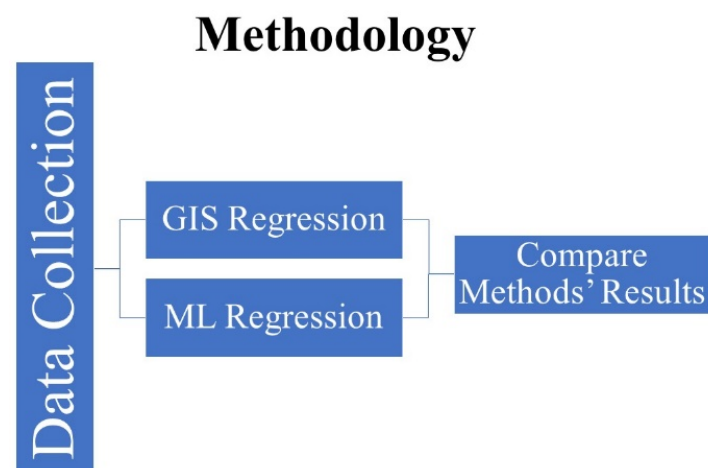 Methodology
Data Collection
GIS Regression
ML Regression
Compare
Methods’ Results